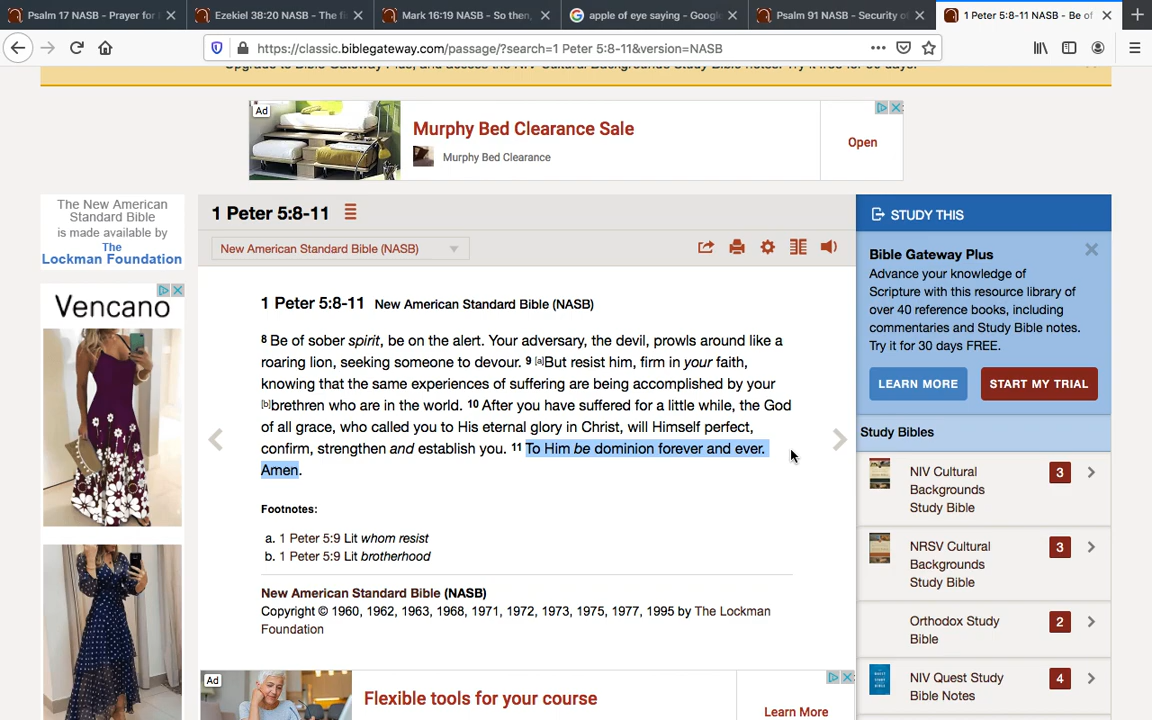 Psalm 17 NASB - Prayer for
Ezekiel 38:20 NASB - The fi
Mark 16:19 NASB - So then,
apple of eye saying - Googl
Psalm 91 NASB - Security o
1 Peter 5:8-11 NASB - Be of
https://classic.biblegateway.com/passage/?search=1 Peter 5:8-11&version=NASB
Ad
Murphy Bed Clearance Sale
Murphy Bed Clearance
Open
The New American
Standard Bible
is made available by
The
Lockman Foundation
Vencano
1 Peter 5:8-11
New American Standard Bible (NASB)
1 Peter 5:8-11 New American Standard Bible (NASB)
8 Be of sober spirit, be on the alert. Your adversary, the devil, prowls around like a
roaring lion, seeking someone to devour. 9 [a]But resist him, firm in your faith,
knowing that the same experiences of suffering are being accomplished by your
[b]brethren who are in the world. 10 After you have suffered for a little while, the God
of all grace, who called you to His eternal glory in Christ, will Himself perfect,
confirm, strengthen and establish you. 11 To Him be dominion forever and ever.
Amen.
Footnotes:
a. 1 Peter 5:9 Lit whom resist
b. 1 Peter 5:9 Lit brotherhood
New American Standard Bible (NASB)
Copyright © 1960, 1962, 1963, 1968, 1971, 1972, 1973, 1975, 1977, 1995 by The Lockman
Foundation
Ad
Flexible tools for your course
Learn More
STUDY THIS
Bible Gateway Plus
Advance your knowledge of
Scripture with this resource library of
over 40 reference books, including
commentaries and Study Bible notes.
Try it for 30 days FREE.
LEARN MORE
START MY TRIAL
Study Bibles
NIV Cultural
Backgrounds
Study Bible
3
NRSV Cultural
Backgrounds
Study Bible
3
Orthodox Study
Bible
2
NIV Quest Study
Bible Notes
4